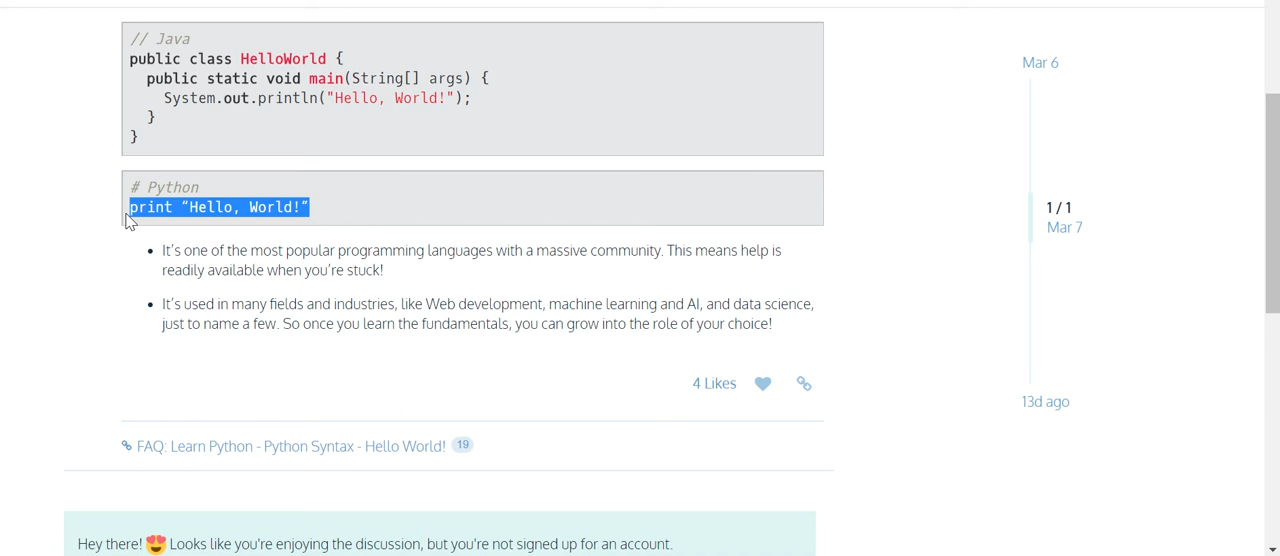 // Java
public class HelloWorld {
public static void main(String[] args) {
System.out.println("Hello, World!");
}
}
# Python
print “Hello, World!”
• It’s one of the most popular programming languages with a massive community. This means help is
readily available when you’re stuck!
• It’s used in many fields and industries, like Web development, machine learning and AI, and data science,
just to name a few. So once you learn the fundamentals, you can grow into the role of your choice!
4 Likes
FAQ: Learn Python - Python Syntax - Hello World! 19
Hey there! 😍 Looks like you're enjoying the discussion, but you're not signed up for an account.
Mar 6
1 / 1
Mar 7
13d ago